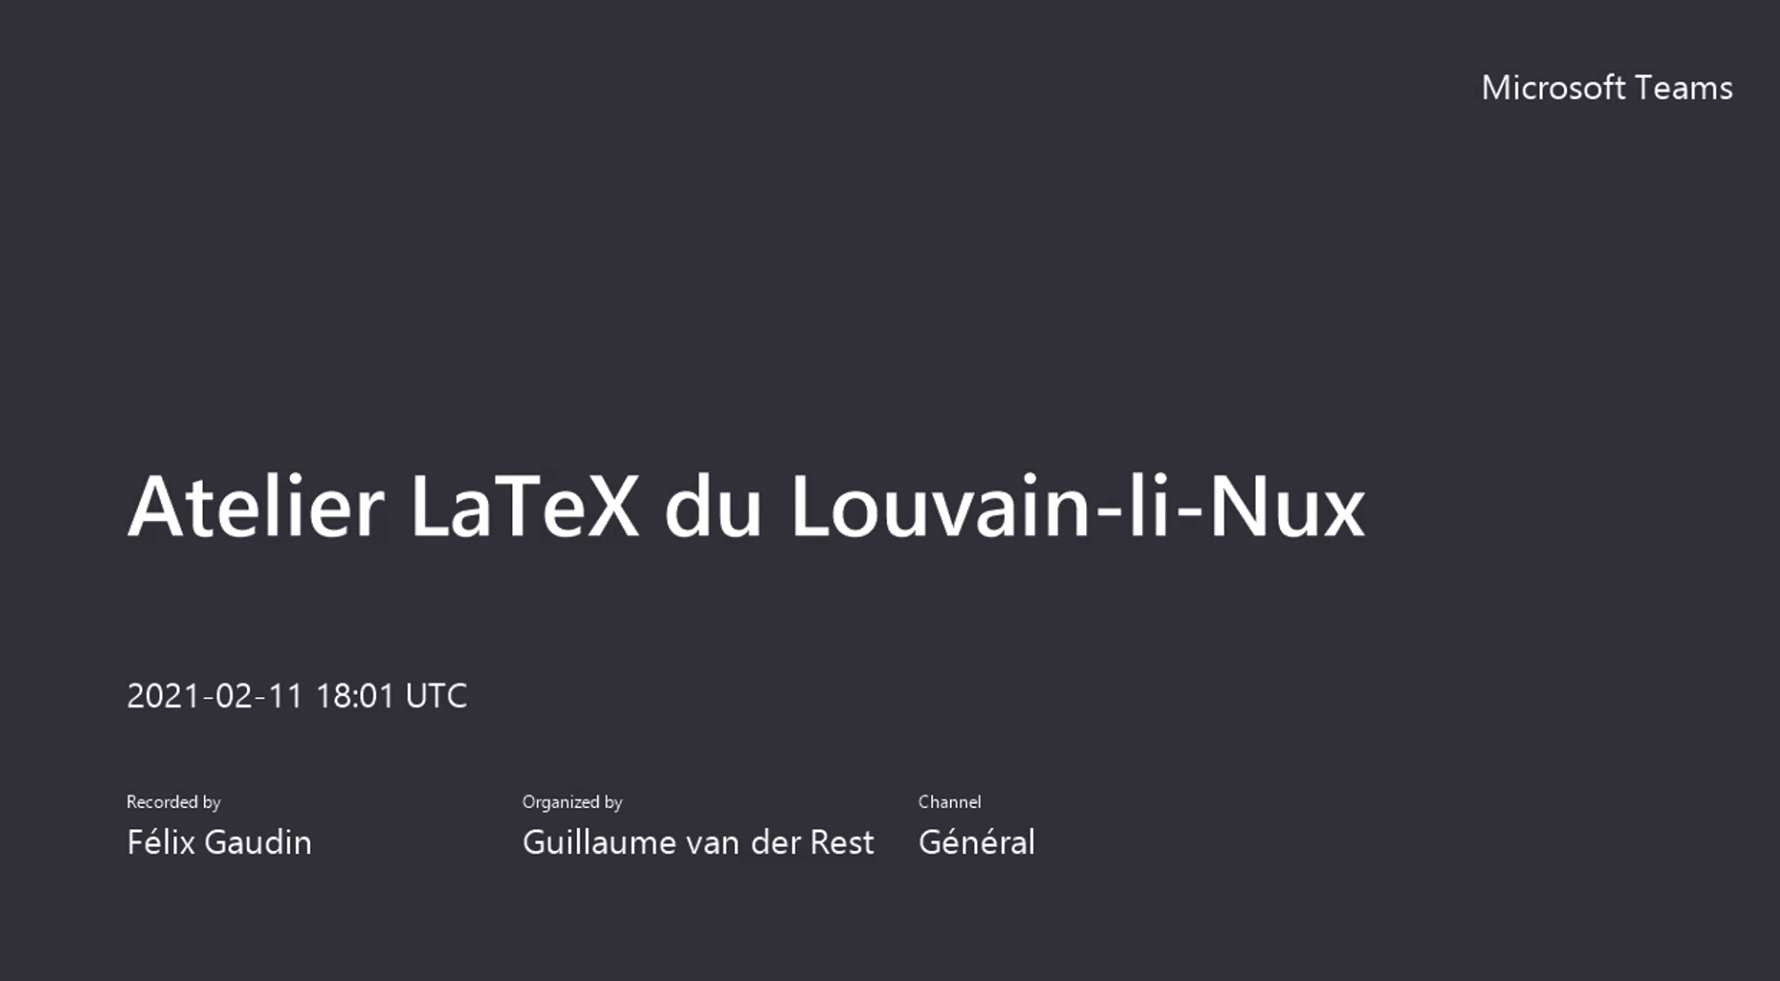 Microsoft Teams
Atelier LaTeX du Louvain-li-Nux
2021-02-11 18:01 UTC
Recorded by
Félix Gaudin
Organized by
Guillaume van der Rest
Channel
Général